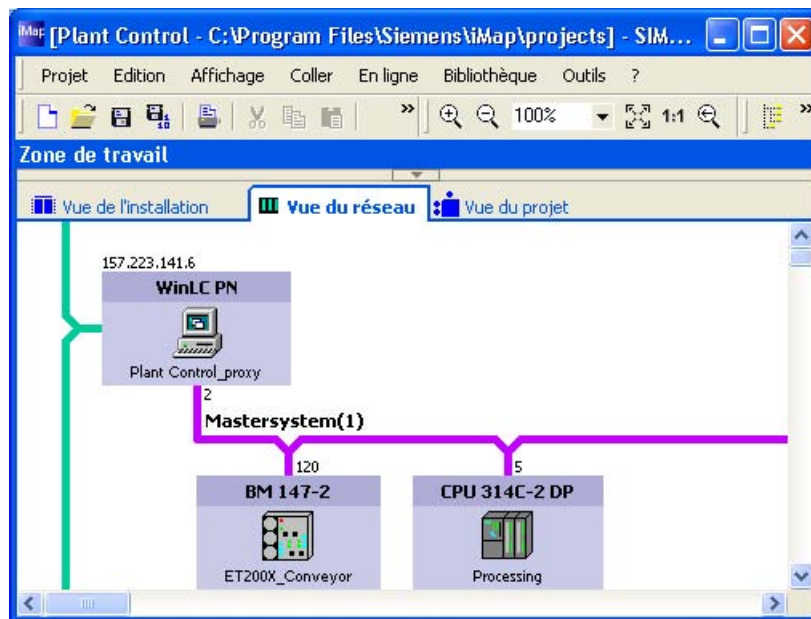 iMap [Plant Control - C:\Program Files\Siemens\iMap\projects] - SIM...
Projet Edition Affichage Coller En ligne Bibliothèque Outils ?
» 100% 1:1 »
Zone de travail
Vue de l'installation Vue du réseau Vue du projet
157.223.141.6
WinLC PN
Plant Control_proxy
2
Mastersystem(1)
120 5
BM 147-2 CPU 314C-2 DP
ET200X_Conveyor Processing